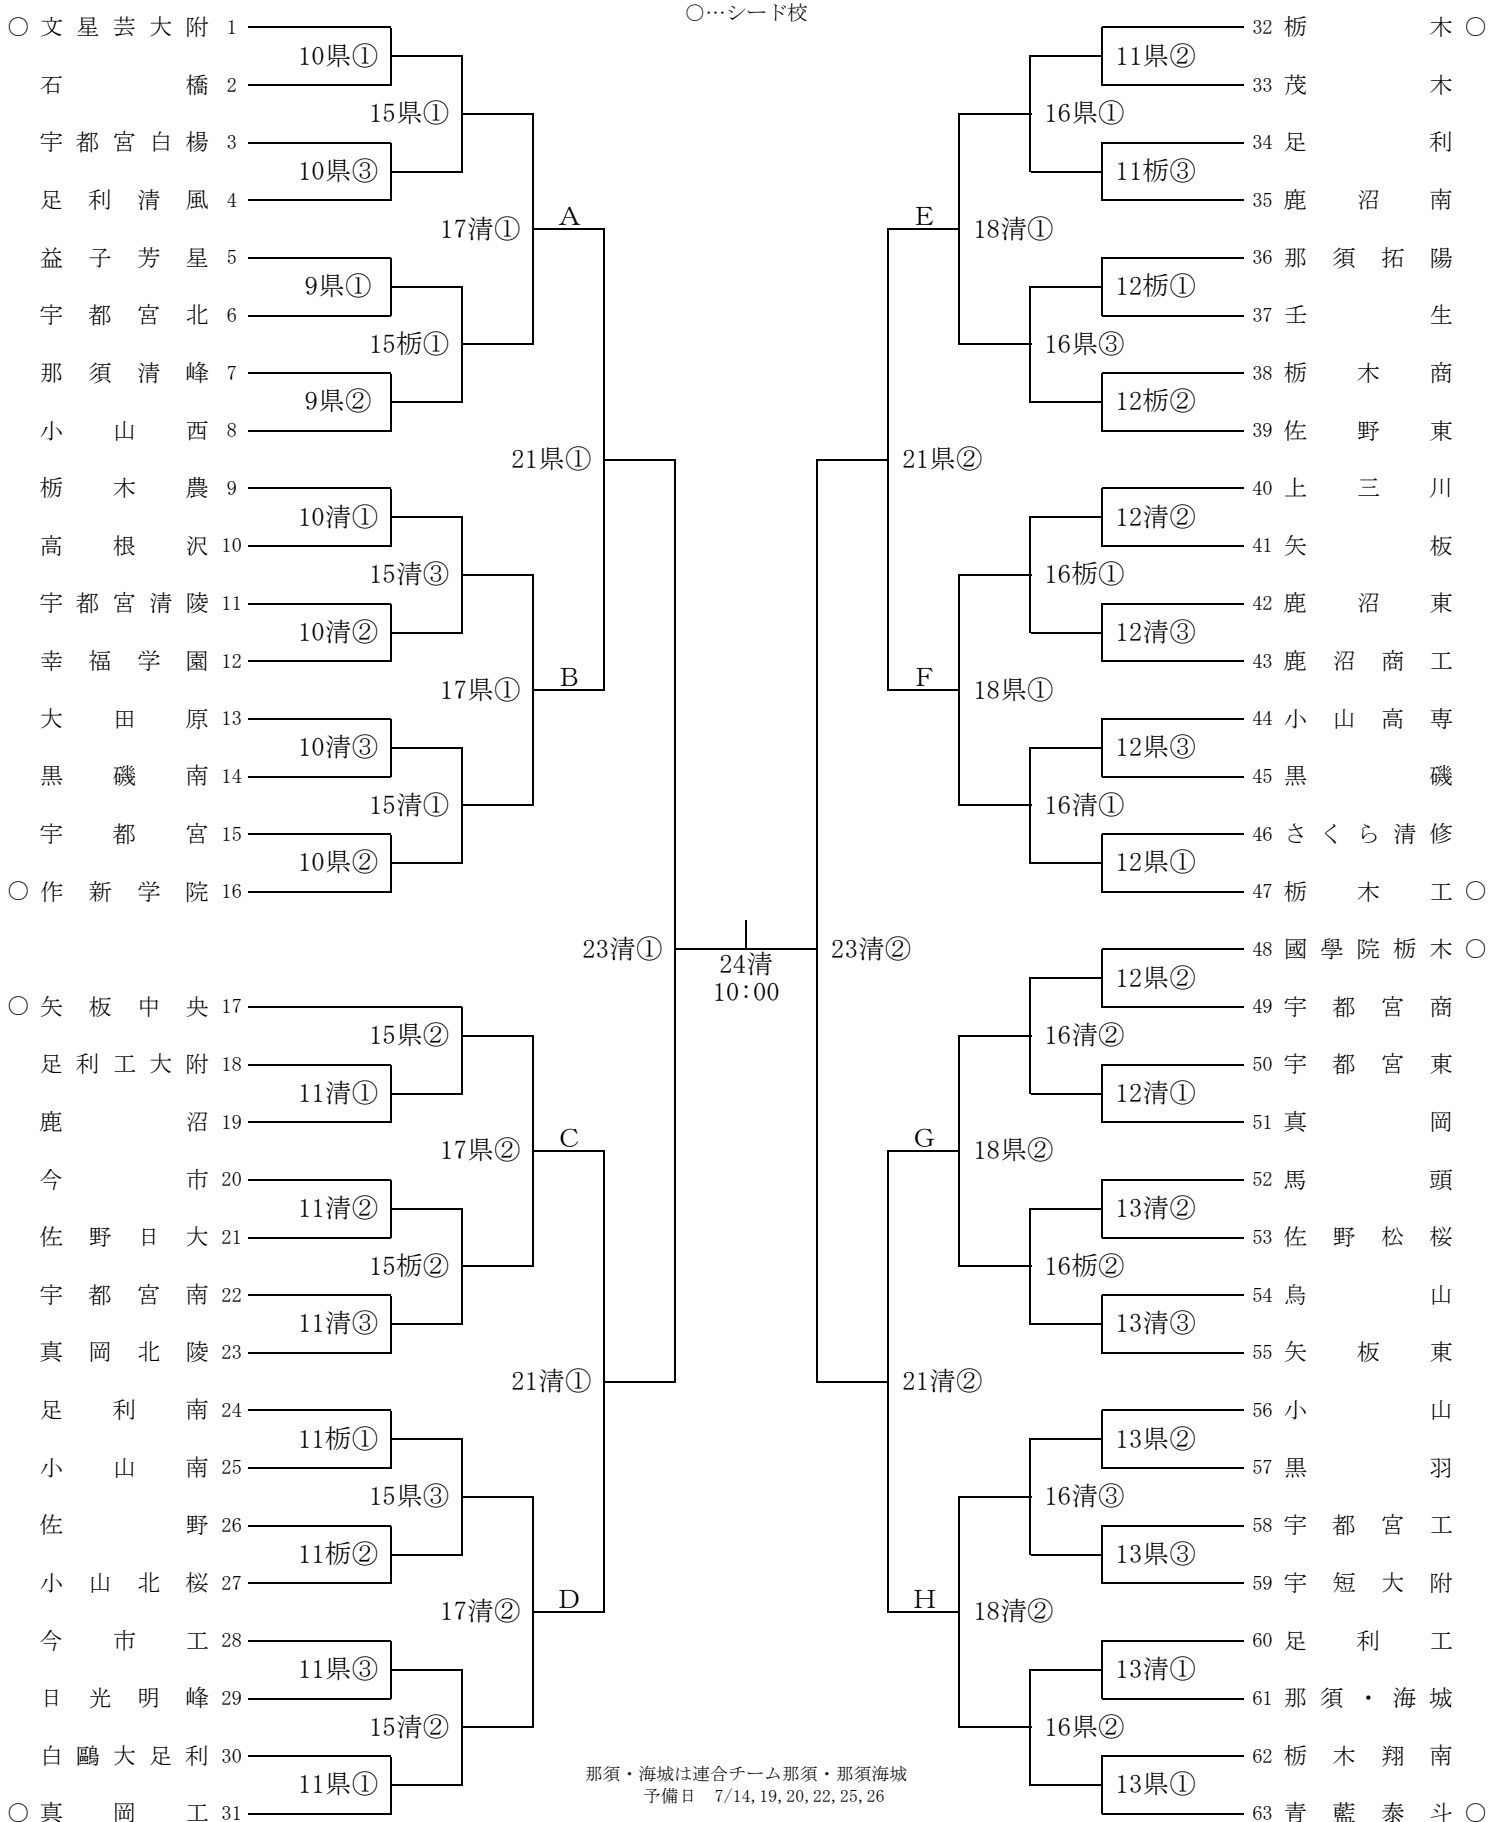 ○…シード校
○ 文星芸大附 1
10県①
石橋 2
15県①
宇都宮白楊 3
10県③
足利清風 4
17清①
A
益子芳星 5
9県①
宇都宮北 6
15栃①
那須清峰 7
9県②
小山西 8
21県①
栃木農 9
10清①
高根沢 10
15清③
宇都宮清陵 11
10清②
幸福学園 12
17県①
B
大田原 13
10清③
黒磯南 14
15清①
宇都宮 15
10県②
○ 作新学院 16
23清①
○ 矢板中央 17
15県②
足利工大附 18
11清①
鹿沼 19
17県②
C
今市 20
11清②
佐野日大 21
15栃②
宇都宮南 22
11清③
真岡北陵 23
21清①
足利南 24
11栃①
小山南 25
15県③
佐野 26
11栃②
小山北桜 27
17清②
D
今市工 28
11県③
日光明峰 29
15清②
白鷗大足利 30
11県①
○ 真岡工 31
24清
10:00
32 栃木 ○
11県②
33 茂木
16県①
34 足利
11栃③
35 鹿沼南
E
18清①
36 那須拓陽
12栃①
37 壬生
16県③
38 栃木商
12栃②
39 佐野東
21県②
40 上三川
12清②
41 矢板
16栃①
42 鹿沼東
12清③
43 鹿沼商工
F
18県①
44 小山高専
12県③
45 黒磯
16清①
46 さくら清修
12県①
47 栃木工 ○
23清②
48 國學院栃木 ○
12県②
49 宇都宮商
16清②
50 宇都宮東
12清①
51 真岡
G
18県②
52 馬頭
13清②
53 佐野松桜
16栃②
54 烏山
13清③
55 矢板東
21清②
56 小山
13県②
57 黒羽
16清③
58 宇都宮工
13県③
59 宇短大附
H
18清②
60 足利工
13清①
61 那須・海城
16県②
62 栃木翔南
13県①
63 青藍泰斗 ○
那須・海城は連合チーム那須・那須海城
予備日 7/14,19,20,22,25,26